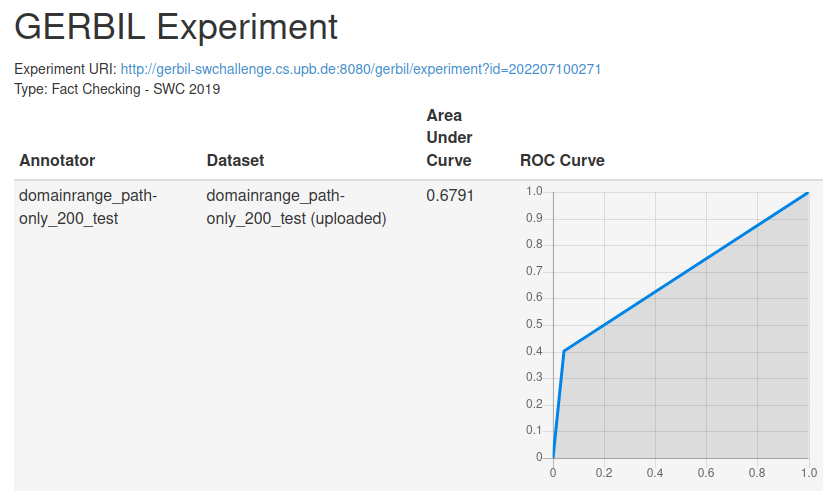 GERBIL Experiment
Experiment URI: http://gerbil-swchallenge.cs.upb.de:8080/gerbil/experiment?id=202207100271
Type: Fact Checking - SWC 2019
Area
Under
Annotator Dataset Curve ROC Curve
domainrange_path- domainrange_path- 0.6791
only_200_test only_200_test (uploaded)
1.0
0.9
0.8
0.7
0.6
0.5
0.4
0.3
0.2
0.1
0
0 0.2 0.4 0.6 0.8 1.0